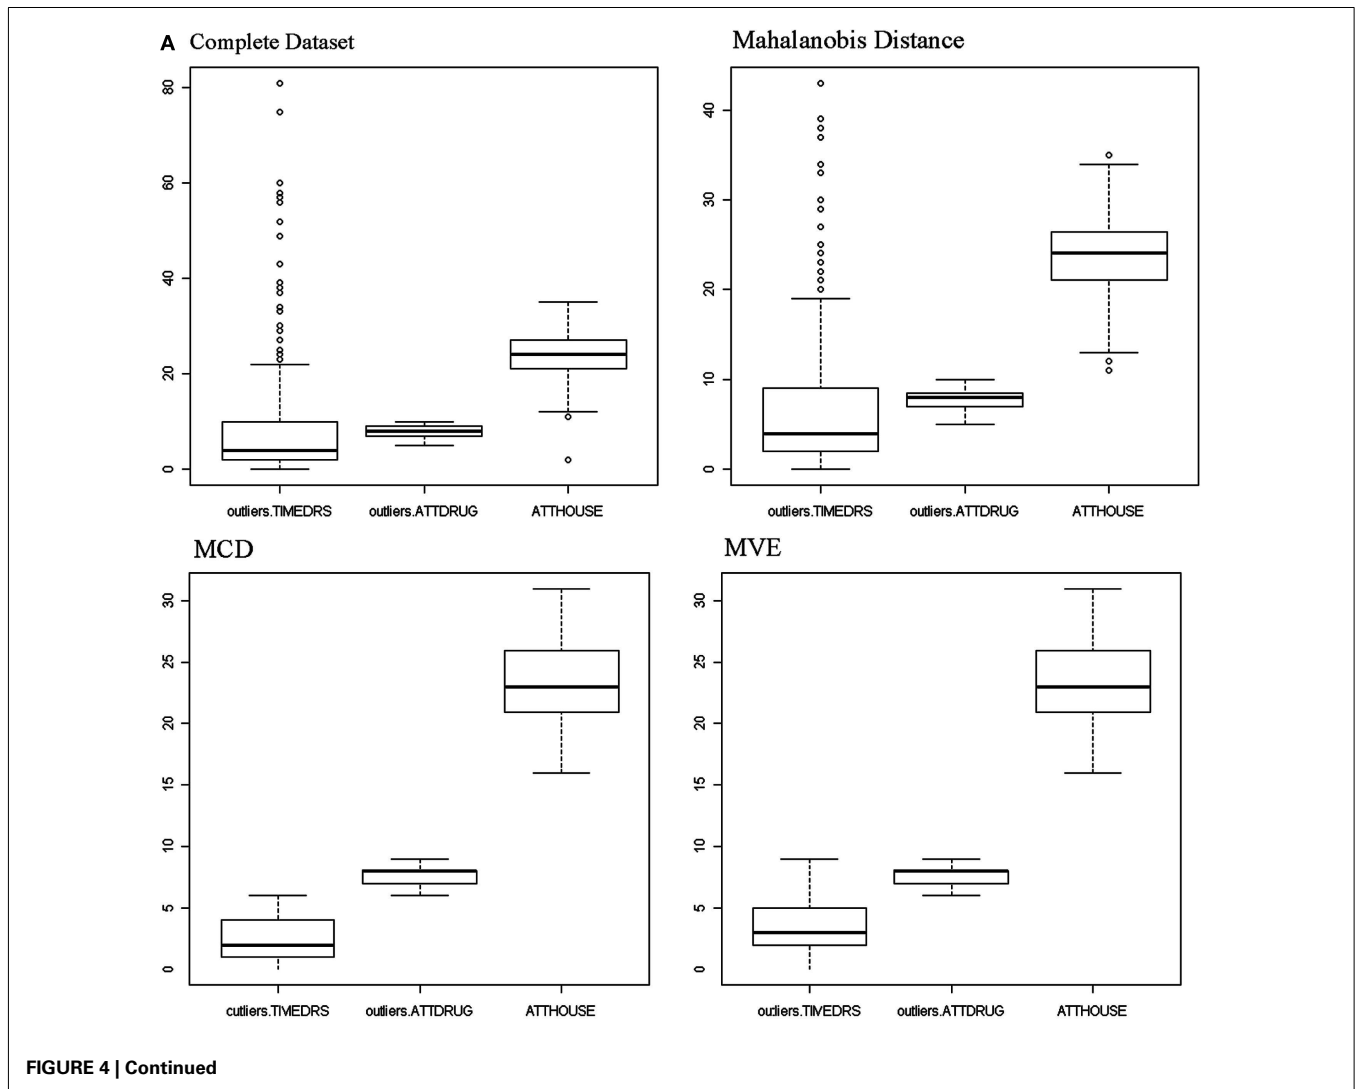 A Complete Dataset
80
60
40
20
0
outliers.TIMEDRS outliers.ATTDRUG ATTHOUSE
Mahalanobis Distance
40
30
20
10
0
outliers.TIMEDRS outliers.ATTDRUG ATTHOUSE
MCD
30
25
20
15
10
5
0
cutliers.TIMEDRS outliers.ATTDRUG ATTHOUSE
MVE
30
25
20
15
10
5
0
outliers.TIMEDRS outliers.ATTDRUG ATTHOUSE
FIGURE 4 | Continued